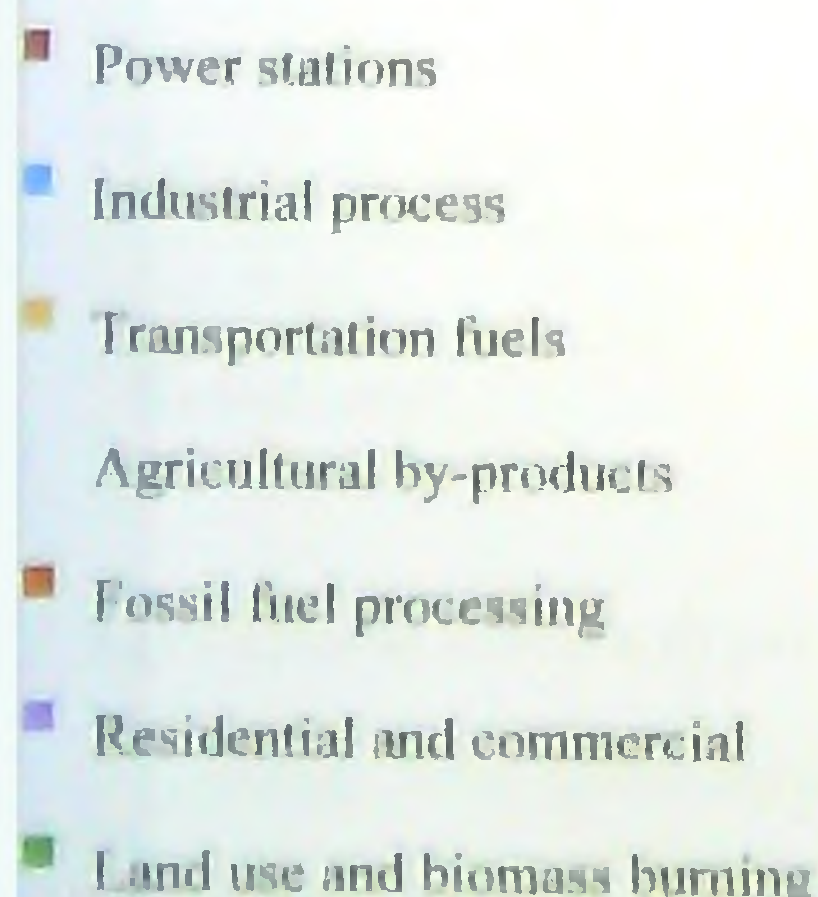 Power stations
Industrial process
Transportation fuels
Agricultural by-products
Fossil fuel processing
Residential and commercial
Land use and biomass burning